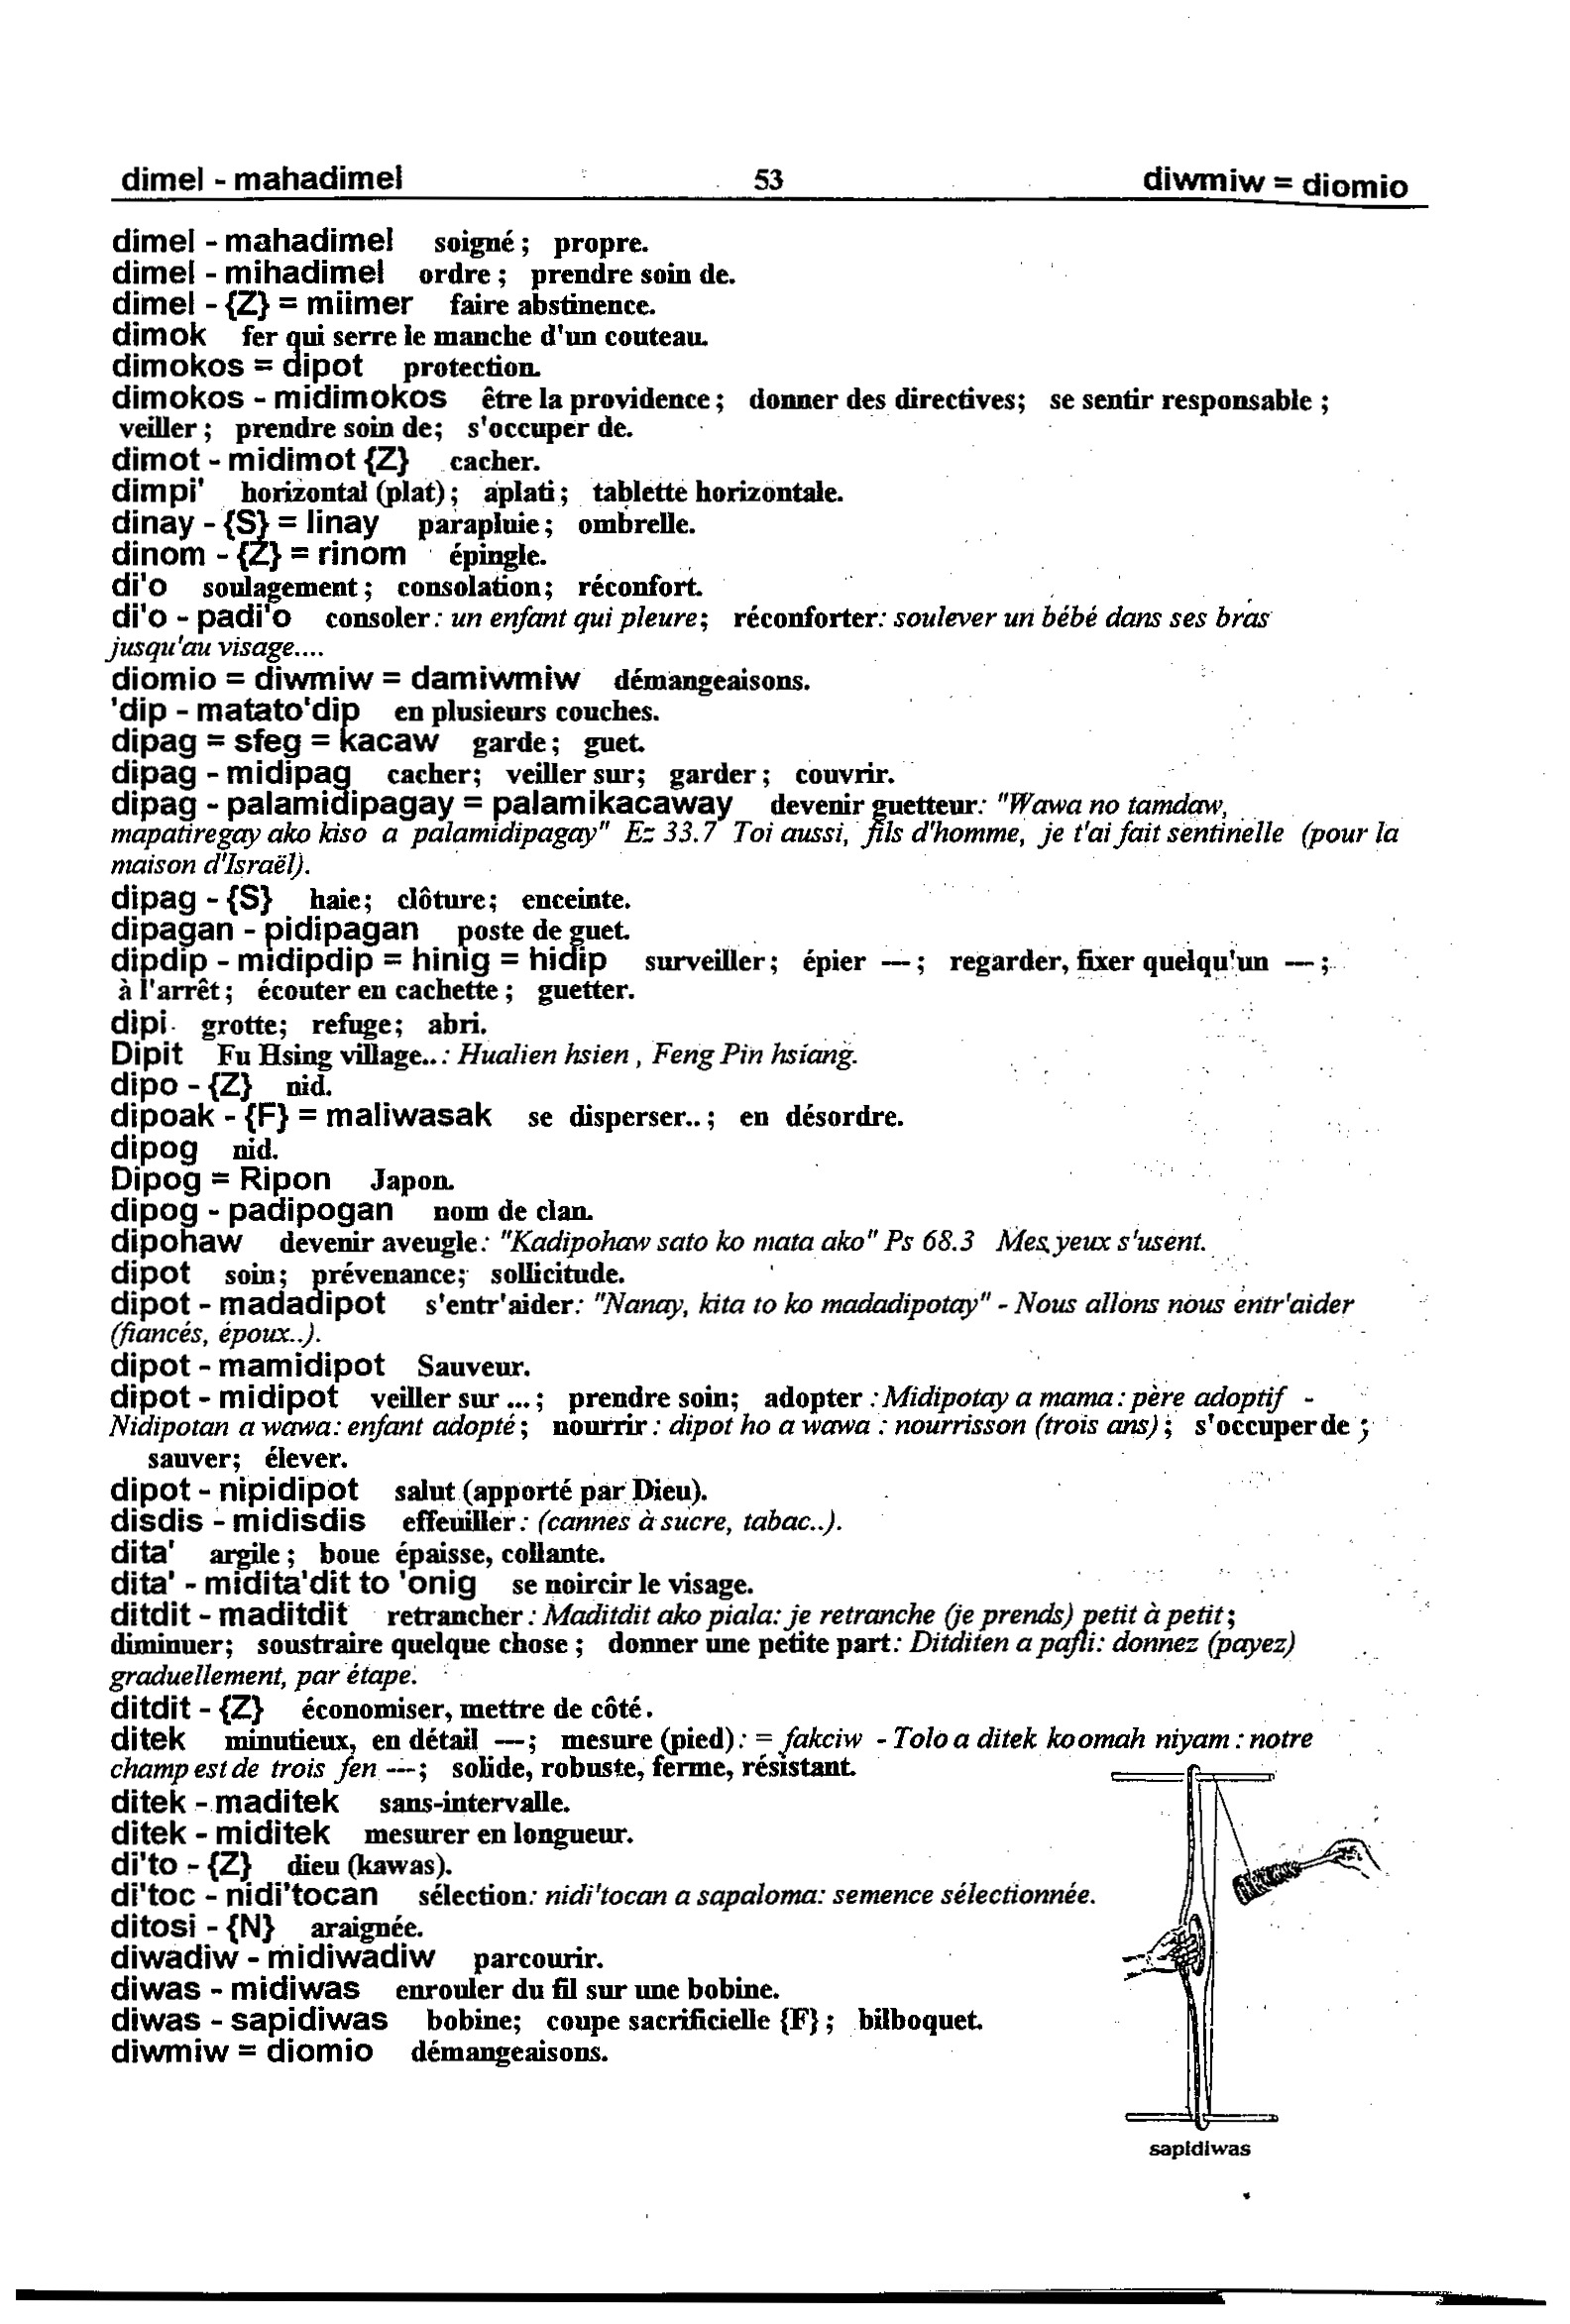 dimel - mahadimel 53 diwmiw = diomio
dimel - mahadimel soigné ; propre.
dimel - mihadimel ordre ; prendre soin de.
dimel - {Z} = miimer faire abstinence.
dimok fer qui serre le manche d'un couteau.
dimokos = dipot protection.
dimokos - midimokos être la providence ; donner des directives; se sentir responsable ;
veiller ; prendre soin de; s'occuper de.
dimot - midimot {Z} cacher.
dimpi' horizontal (plat) ; aplati ; tablette horizontale.
dinay - {S} = linay parapluie ; ombrelle.
dinom - {Z} = rinom épingle.
di'o soulagement ; consolation; réconfort.
di'o - padi'o consoler : un enfant qui pleure; réconforter: soulever un bébé dans ses bras
jusqu'au visage....
diomio = diwmiw = damiwmiw démangeaisons.
'dip - matato'dip en plusieurs couches.
dipag = sfeg = kacaw garde ; guet.
dipag - midipag cacher; veiller sur; garder ; couvrir.
dipag - palamidipagay = palamikacaway devenir guetteur: "Wawa no tamdaw,
mapatiregay ako kiso a palamidipagay" Ez 33.7 Toi aussi, fils d'homme, je t'ai fait sentinelle (pour la
maison d'Israël).
dipag - {S} haie; clôture; enceinte.
dipagan - pidipagan poste de guet.
dipdip - midipdip = hinig = hidip surveiller ; épier — ; regarder, fixer quelqu'un — ;
à l'arrêt ; écouter en cachette ; guetter.
dipi grotte; refuge; abri.
Dipit Fu Hsing village.. : Hualien hsien , Feng Pin hsiang.
dipo - {Z} nid.
dipoak - {F} = maliwasak se disperser.. ; en désordre.
dipog nid.
Dipog = Ripon Japon.
dipog - padipogan nom de clan.
dipohaw devenir aveugle : "Kadipohaw sato ko mata ako" Ps 68.3 Mes yeux s'usent.
dipot soin; prévenance; sollicitude.
dipot - madadipot s'entr'aider: "Nanay, kita to ko madadipotay" - Nous allons nous entr'aider
(fiancés, époux..).
dipot - mamidipot Sauveur.
dipot - midipot veiller sur ... ; prendre soin; adopter : Midipotay a mama : père adoptif -
Nidipotan a wawa : enfant adopté ; nourrir : dipot ho a wawa : nourrisson (trois ans) ; s'occuper de ;
sauver; élever.
dipot - nipidipot salut (apporté par Dieu).
disdis - midisdis effeuiller : (cannes à sucre, tabac..).
dita' argile ; boue épaisse, collante.
dita' - midita'dit to 'onig se noircir le visage.
ditdit - maditdit retrancher : Maditdit ako piala: je retranche (je prends) petit à petit ;
diminuer; soustraire quelque chose ; donner une petite part : Ditditen a pafli: donnez (payez)
graduellement, par étape.
ditdit - {Z} économiser, mettre de côté.
ditek minutieux, en détail —; mesure (pied) : = fakciw - Tolo a ditek ko omah niyam : notre
champ est de trois fen —; solide, robuste, ferme, résistant.
ditek - maditek sans-intervalle.
ditek - miditek mesurer en longueur.
di'to - {Z} dieu (kawas).
di'toc - nidi'tocan sélection: nidi'tocan a sapaloma: semence sélectionnée.
ditosi - {N} araignée.
diwadiw - midiwadiw parcourir.
diwas - midiwas enrouler du fil sur une bobine.
diwas - sapidiwas bobine; coupe sacrificielle {F} ; bilboquet.
diwmiw = diomio démangeaisons.
sapidiwas